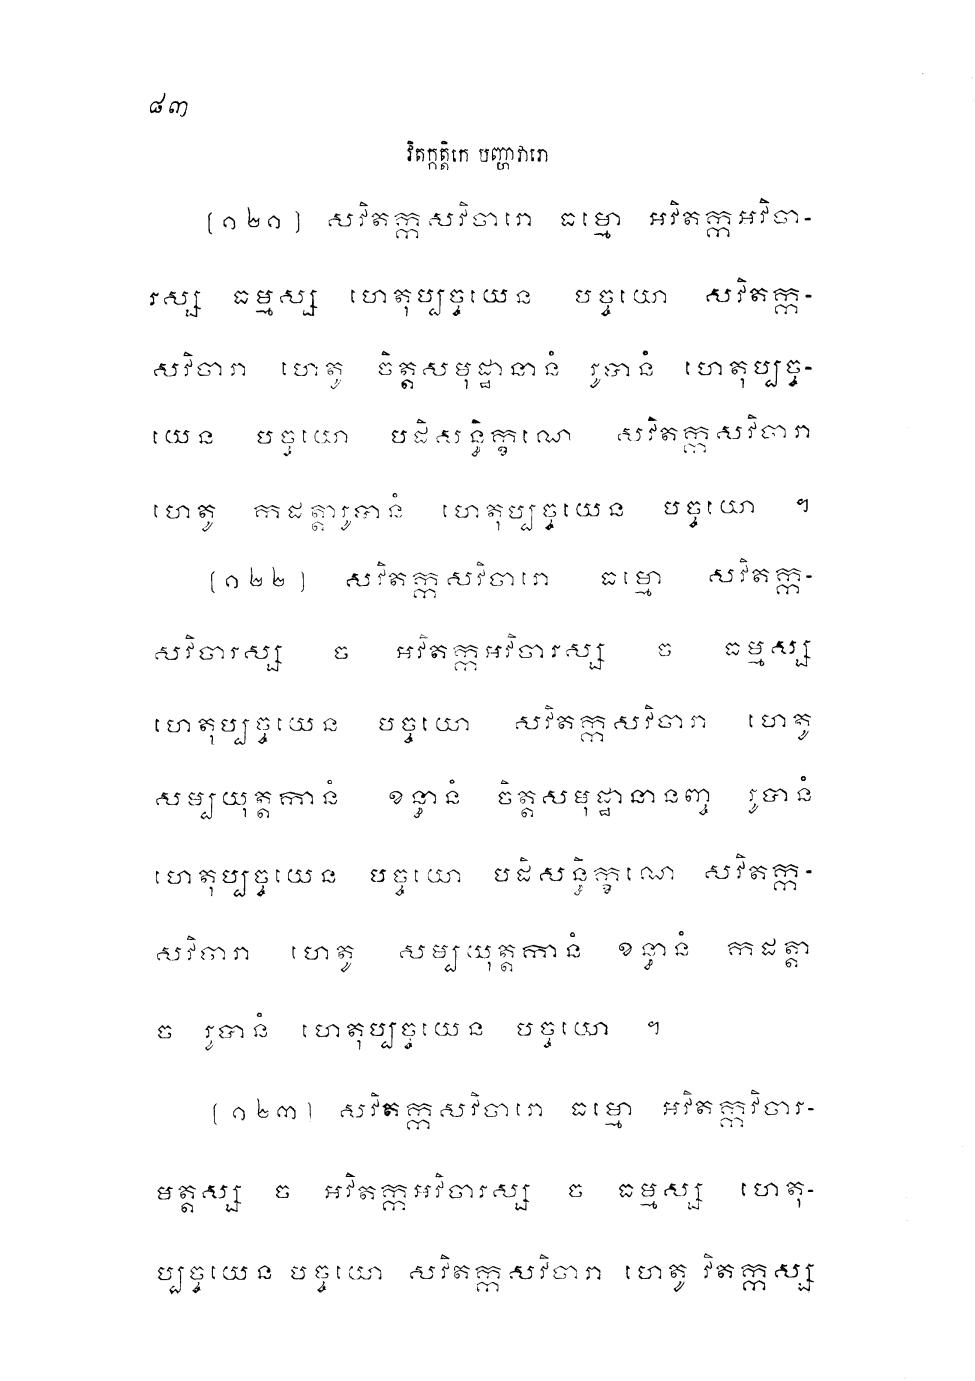 ៨៣
វិតក្កត្តិកេ បញ្ហាវារោ
(១២១) សវិតក្កសវិចារោ ធម្មោ អវិតក្កអវិចា-
រស្ស ធម្មស្ស ហេតុប្បច្ចយេន បច្ចយោ សវិតក្ក-
សវិចារា ហេតូ ចិត្តសមុដ្ឋានានំ រូបានំ ហេតុប្បច្ច-
យេន បច្ចយោ បដិសន្ធិក្ខណេ សវិតក្កសវិចារា
ហេតូ កដត្តារូបានំ ហេតុប្បច្ចយេន បច្ចយោ ។
(១២២) សវិតក្កសវិចារោ ធម្មោ សវិតក្ក-
សវិចារស្ស ច អវិតក្កអវិចារស្ស ច ធម្មស្ស
ហេតុប្បច្ចយេន បច្ចយោ សវិតក្កសវិចារា ហេតូ
សម្បយុត្តកានំ ខន្ធានំ ចិត្តសមុដ្ឋានានញ្ច រូបានំ
ហេតុប្បច្ចយេន បច្ចយោ បដិសន្ធិក្ខណេ សវិតក្ក-
សវិចារា ហេតូ សម្បយុត្តកានំ ខន្ធានំ កដត្តា
ច រូបានំ ហេតុប្បច្ចយេន បច្ចយោ ។
(១២៣) សវិតក្កសវិចារោ ធម្មោ អវិតក្កវិចារ-
មត្តស្ស ច អវិតក្កអវិចារស្ស ច ធម្មស្ស ហេតុ-
ប្បច្ចយេន បច្ចយោ សវិតក្កសវិចារា ហេតូ វិតក្កស្ស